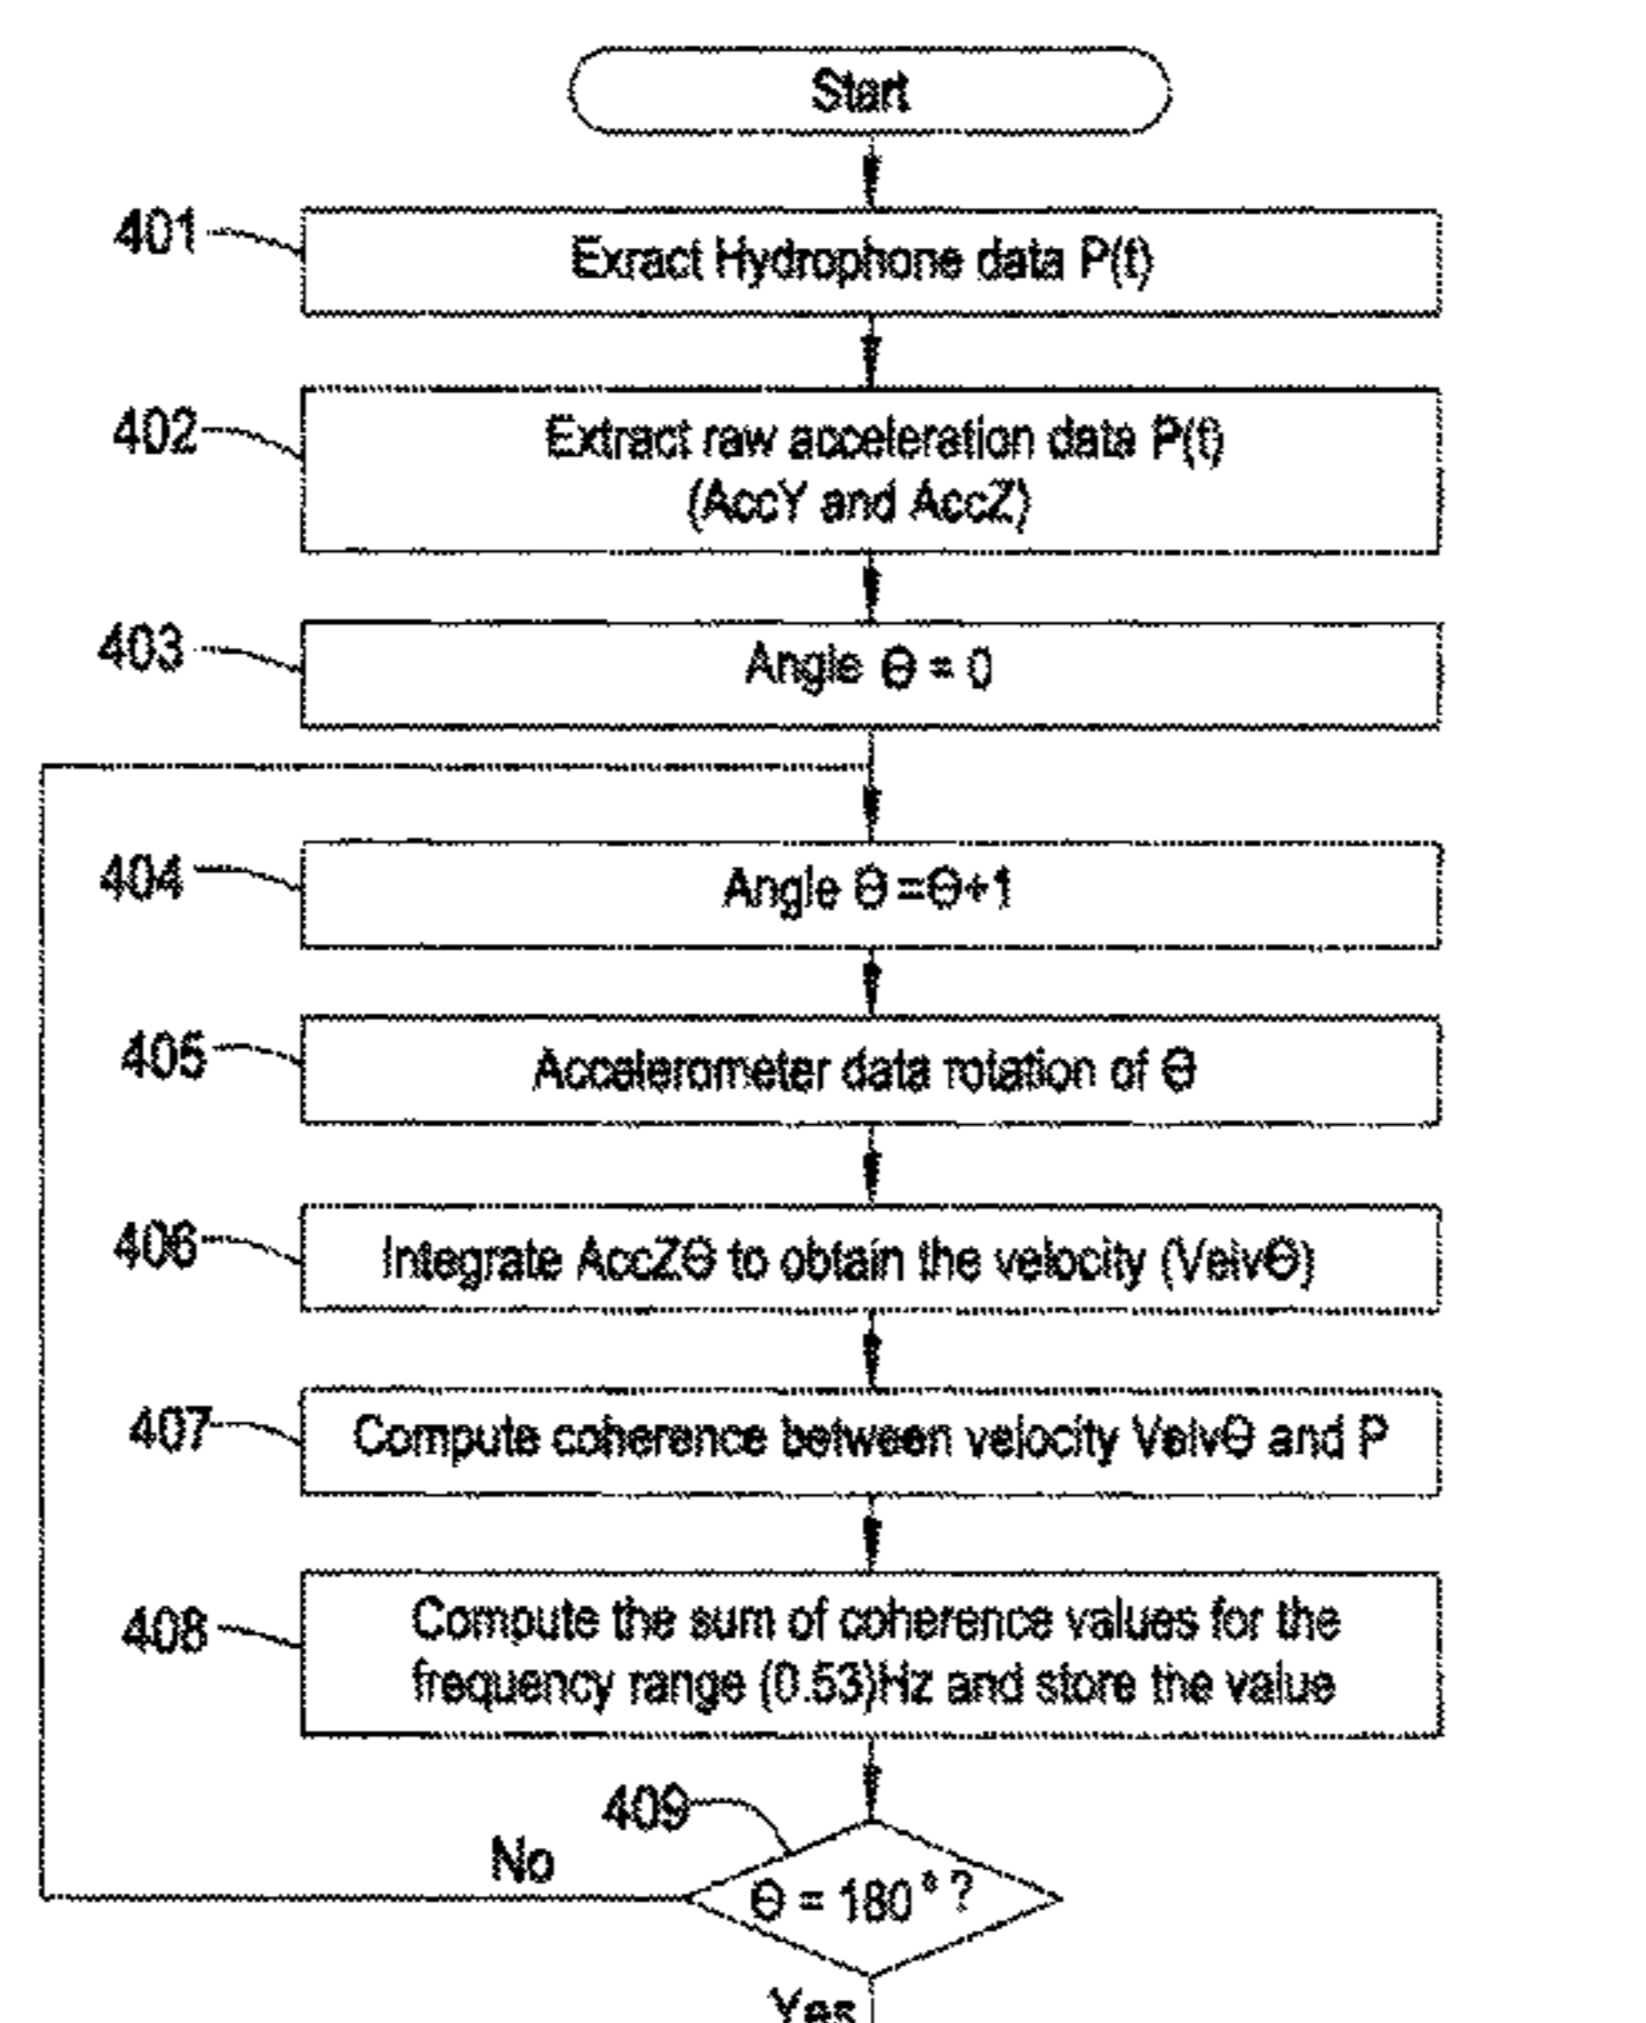 Start
401
Exract Hydrophone data P(t)
402
Extract raw acceleration data P(t)
(AccY and AccZ)
403
Angle Θ = 0
404
Angle Θ =Θ+1
405
Accelerometer data rotation of Θ
406
Integrate AccZΘ to obtain the velocity (VelvΘ)
407
Compute coherence between velocity VelvΘ and P
408
Compute the sum of coherence values for the
frequency range (0.53)Hz and store the value
409
No
Θ = 180° ?
Yes